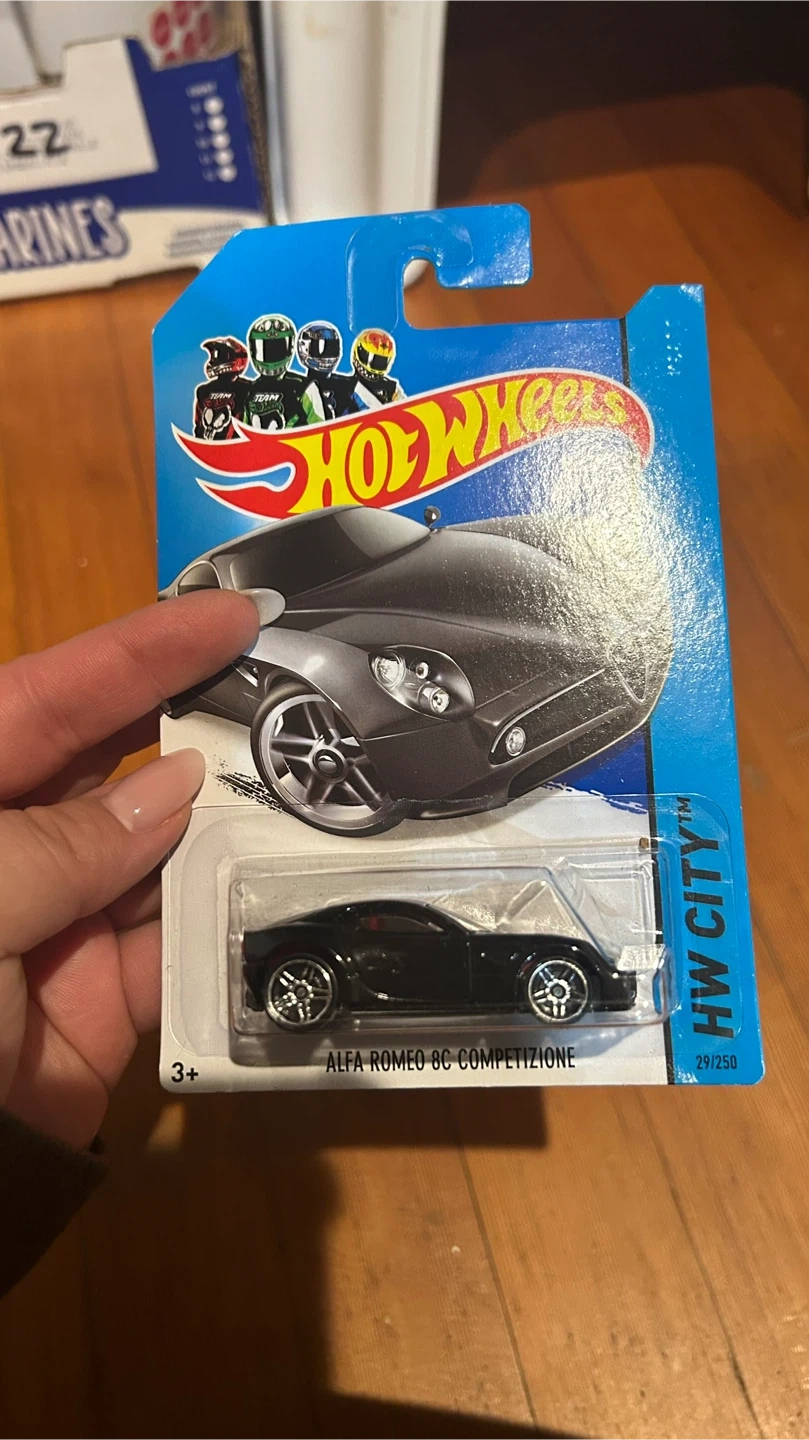 22
ARINES
TEAM
TEAM
HOT WHEELS
HW CITY™
ALFA ROMEO 8C COMPETIZIONE
3+
29/250